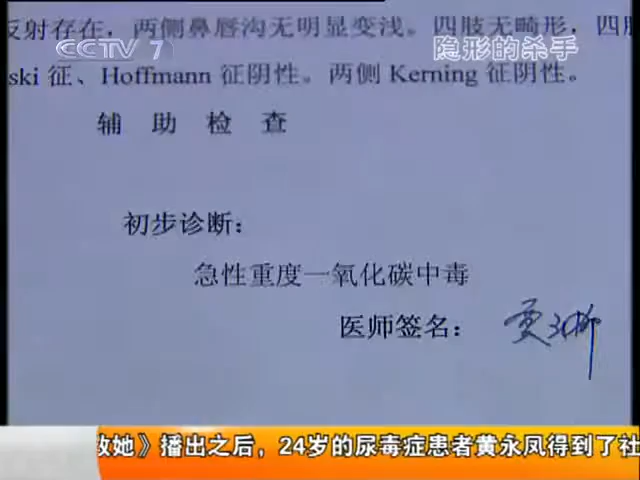 反射存在，两侧鼻唇沟无明显变浅。四肢无畸形，四肢
CCTV 7
隐形的杀手
ski 征、Hoffmann 征阴性。两侧 Kerning 征阴性。
辅 助 检 查
初步诊断：
急性重度一氧化碳中毒
医师签名：
救她》播出之后，24岁的尿毒症患者黄永凤得到了社